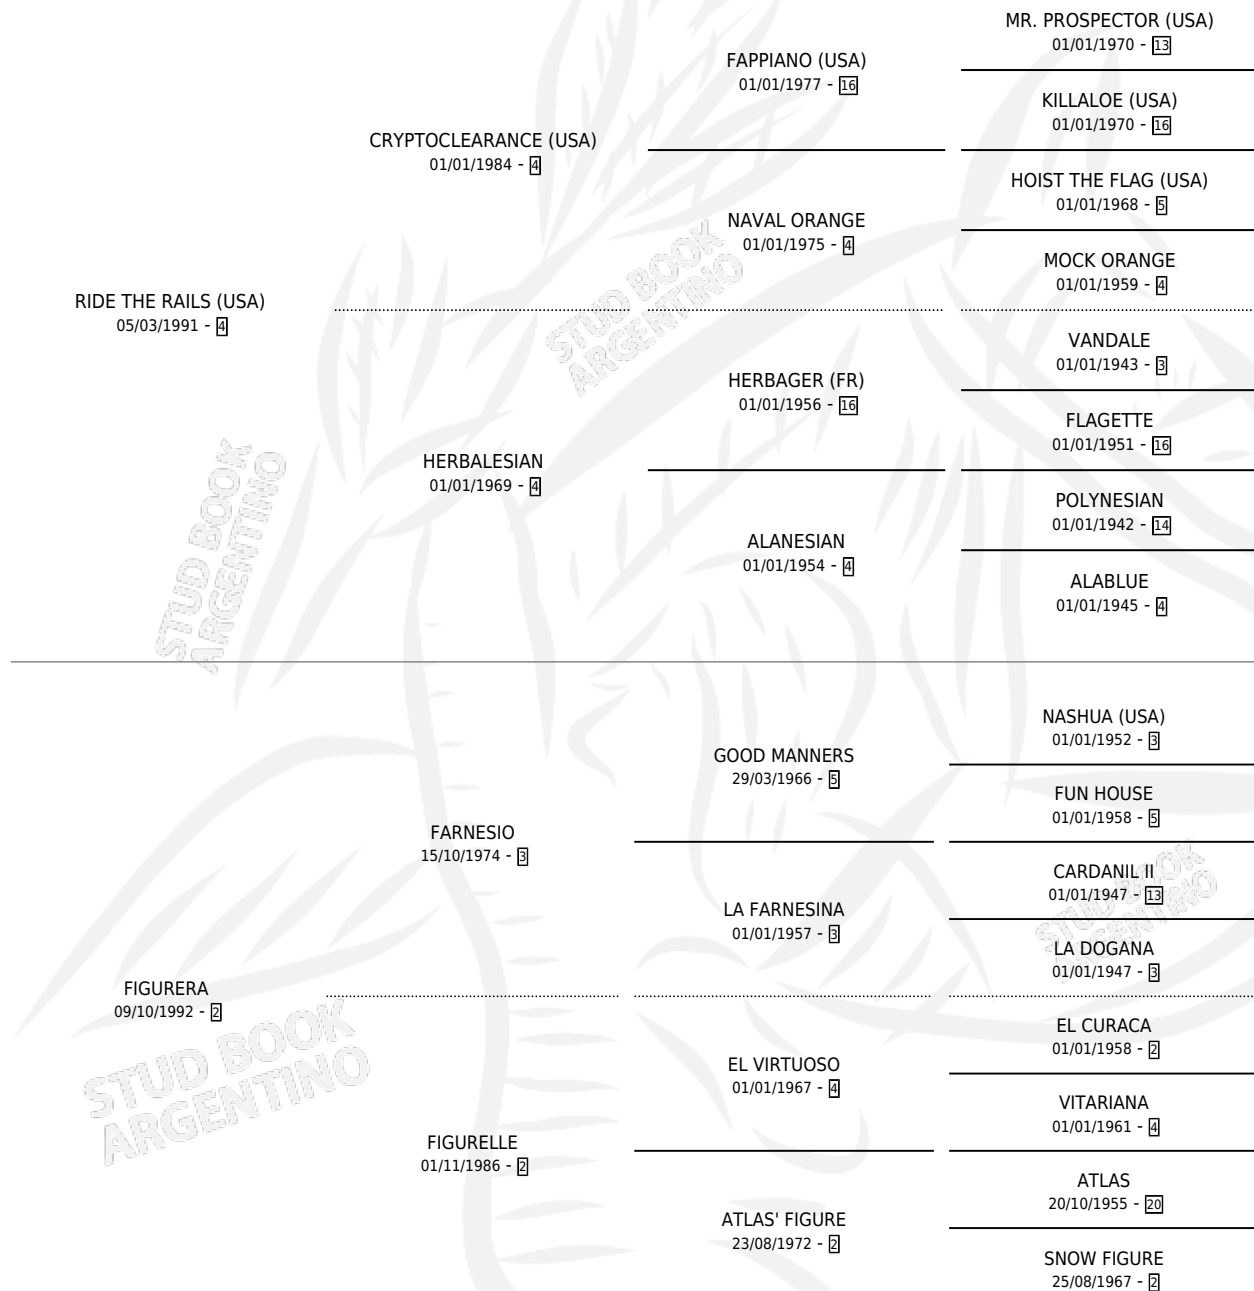 MR. PROSPECTOR (USA)
01/01/1970 - 13
FAPPIANO (USA)
01/01/1977 - 16
KILLALOE (USA)
01/01/1970 - 16
CRYPTOCLEARANCE (USA)
01/01/1984 - 4
HOIST THE FLAG (USA)
01/01/1968 - 5
NAVAL ORANGE
01/01/1975 - 4
MOCK ORANGE
01/01/1959 - 4
RIDE THE RAILS (USA)
05/03/1991 - 4
VANDALE
01/01/1943 - 3
HERBAGER (FR)
01/01/1956 - 16
FLAGETTE
01/01/1951 - 16
HERBALESIAN
01/01/1969 - 4
POLYNESIAN
01/01/1942 - 14
ALANESIAN
01/01/1954 - 4
ALABLUE
01/01/1945 - 4
NASHUA (USA)
01/01/1952 - 3
GOOD MANNERS
29/03/1966 - 5
FUN HOUSE
01/01/1958 - 5
FARNESIO
15/10/1974 - 3
CARDANIL II
01/01/1947 - 13
LA FARNESINA
01/01/1957 - 3
LA DOGANA
01/01/1947 - 3
FIGURERA
09/10/1992 - 2
EL CURACA
01/01/1958 - 2
EL VIRTUOSO
01/01/1967 - 4
VITARIANA
01/01/1961 - 4
FIGURELLE
01/11/1986 - 2
ATLAS
20/10/1955 - 20
ATLAS' FIGURE
23/08/1972 - 2
SNOW FIGURE
25/08/1967 - 2
STUD BOOK
ARGENTINO
STUD BOOK
ARGENTINO
STUD BOOK
ARGENTINO
STUD BOOK
ARGENTINO